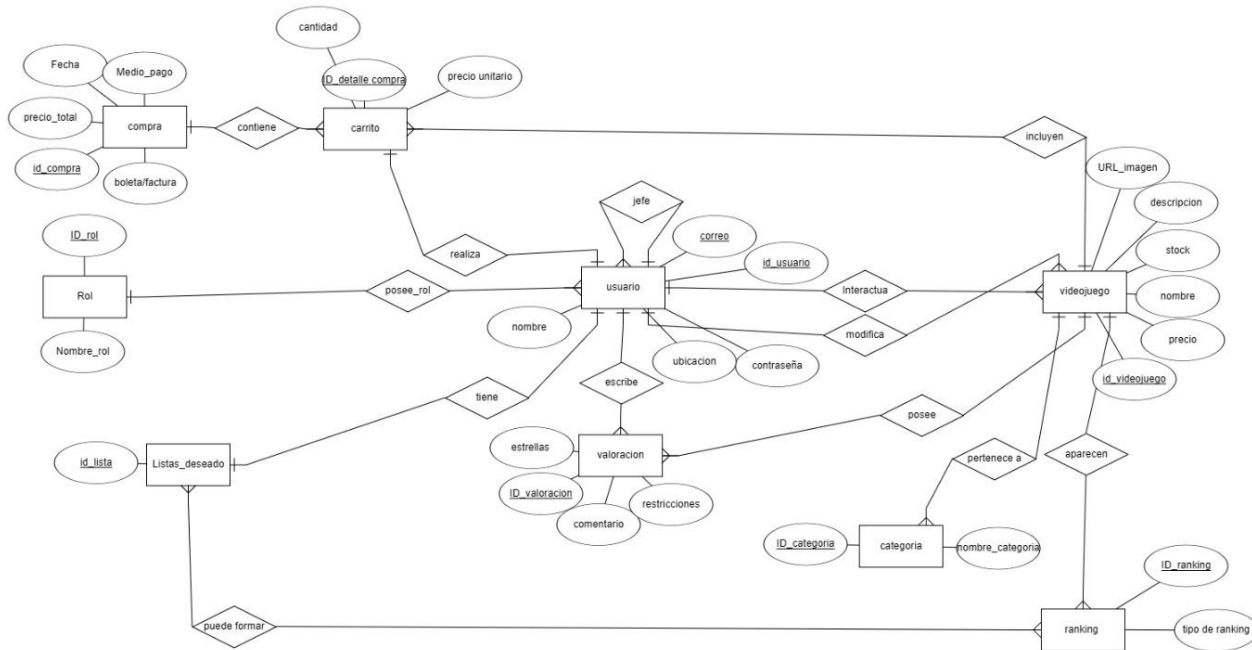 cantidad
Fecha
Medio_pago
ID_detalle compra
precio unitario
precio_total
compra
contiene
carrito
incluyen
id_compra
boleta/factura
URL_imagen
jefe
descripcion
ID_rol
correo
realiza
id_usuario
stock
Rol
posee_rol
usuario
Interactua
videojuego
nombre
nombre
modifica
precio
Nombre_rol
ubicacion
contraseña
escribe
id_videojuego
tiene
posee
estrellas
valoracion
pertenece a
aparecen
id_lista
Listas_deseado
ID_valoracion
restricciones
comentario
ID_categoria
categoria
nombre_categoria
ID_ranking
puede formar
ranking
tipo de ranking